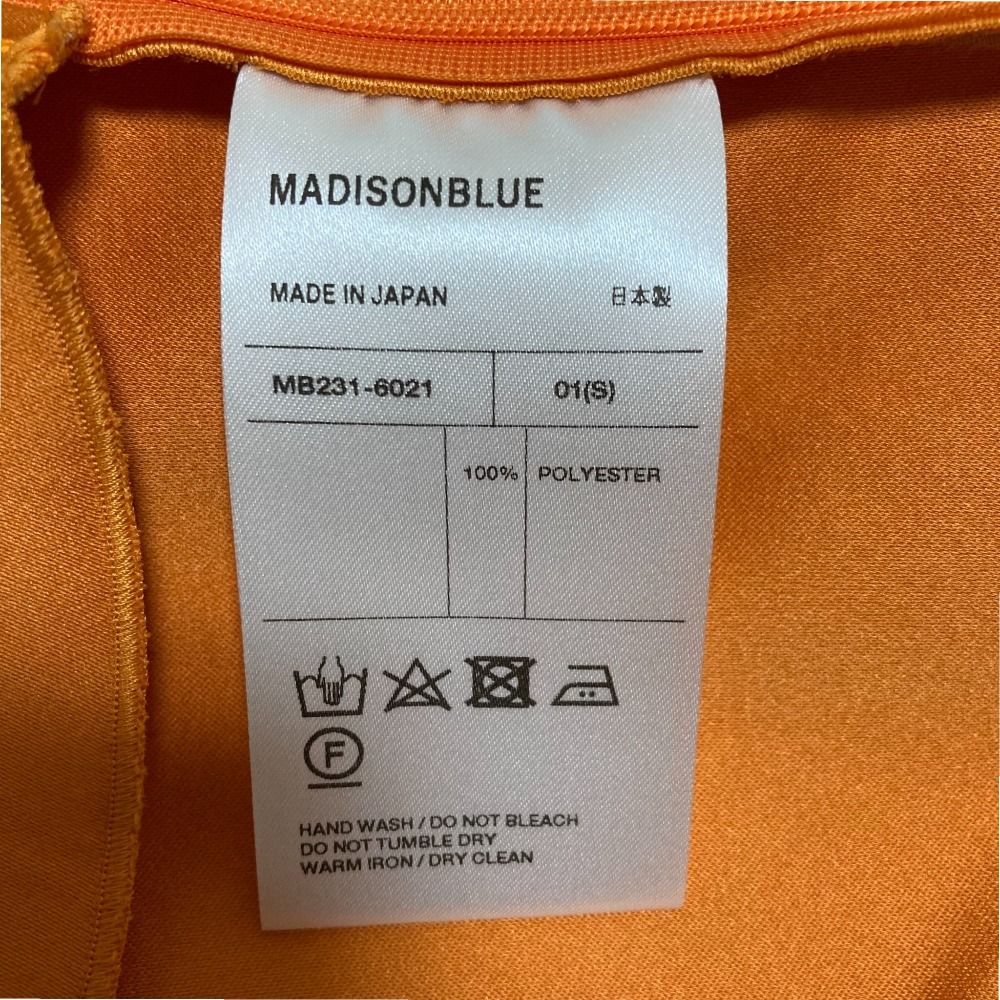 MADISONBLUE
MADE IN JAPAN 日本製
MB231-6021 01(S)
100% POLYESTER
F
HAND WASH / DO NOT BLEACH
DO NOT TUMBLE DRY
WARM IRON / DRY CLEAN